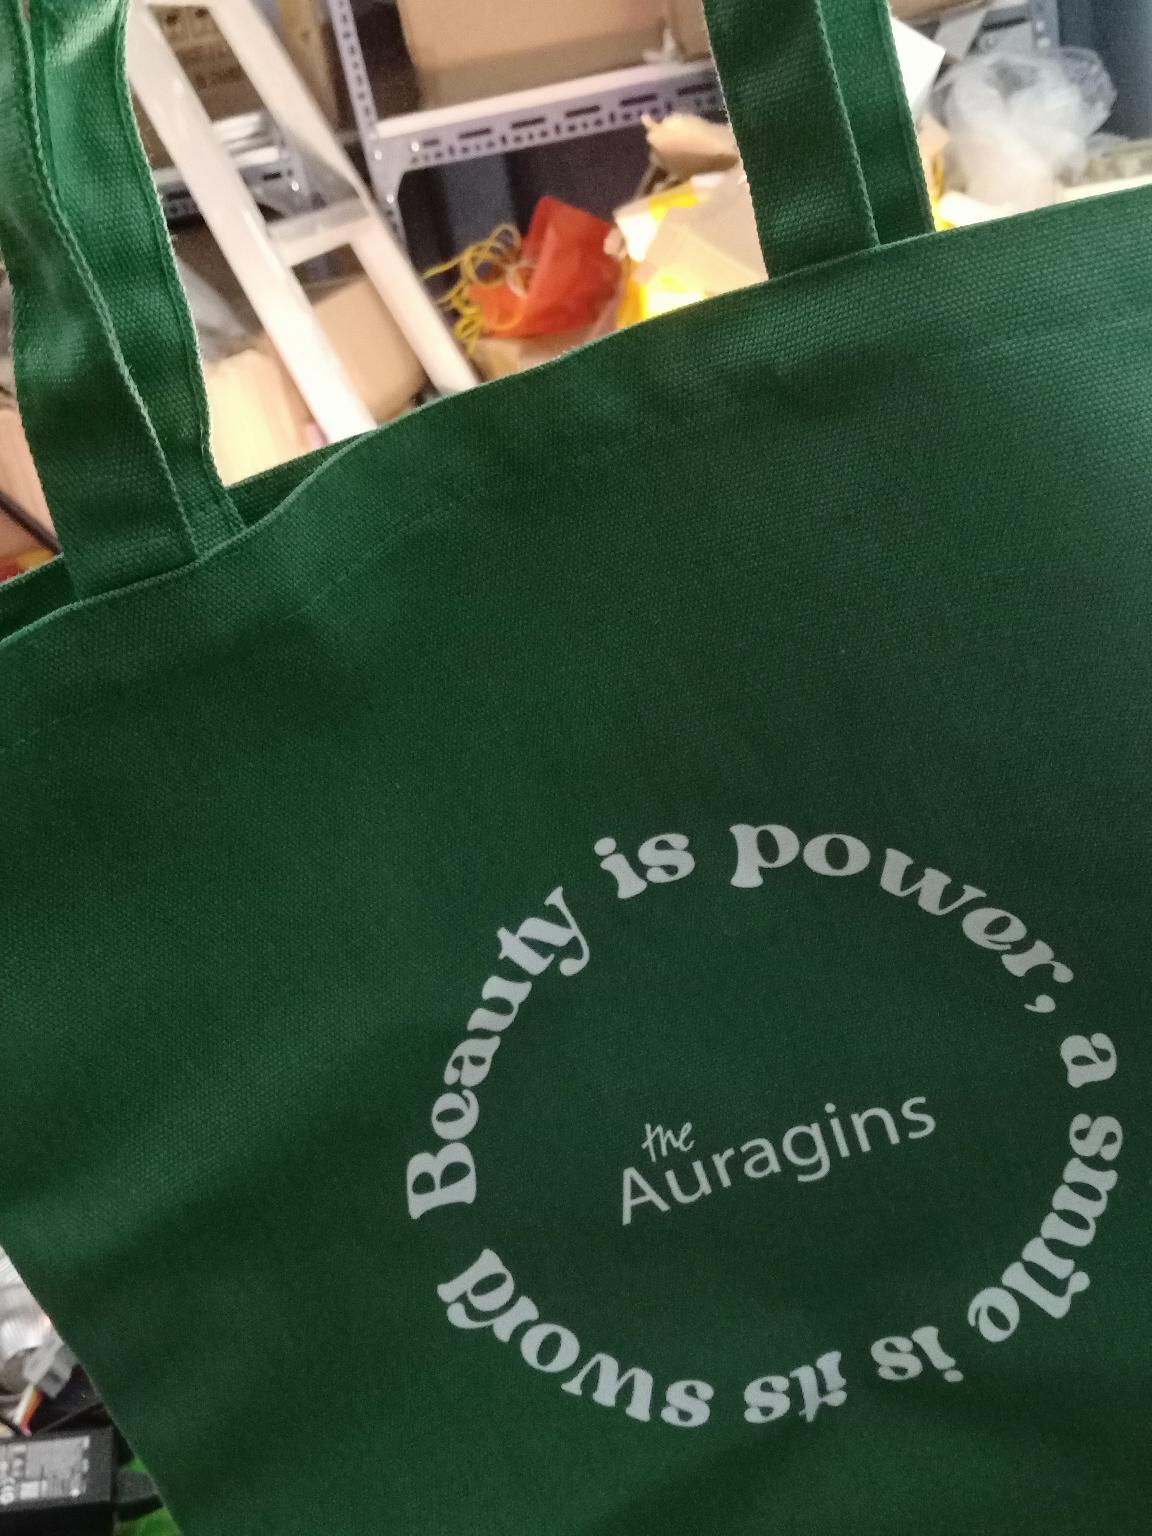 Beauty is power, a smile is its sword
the
Auragins